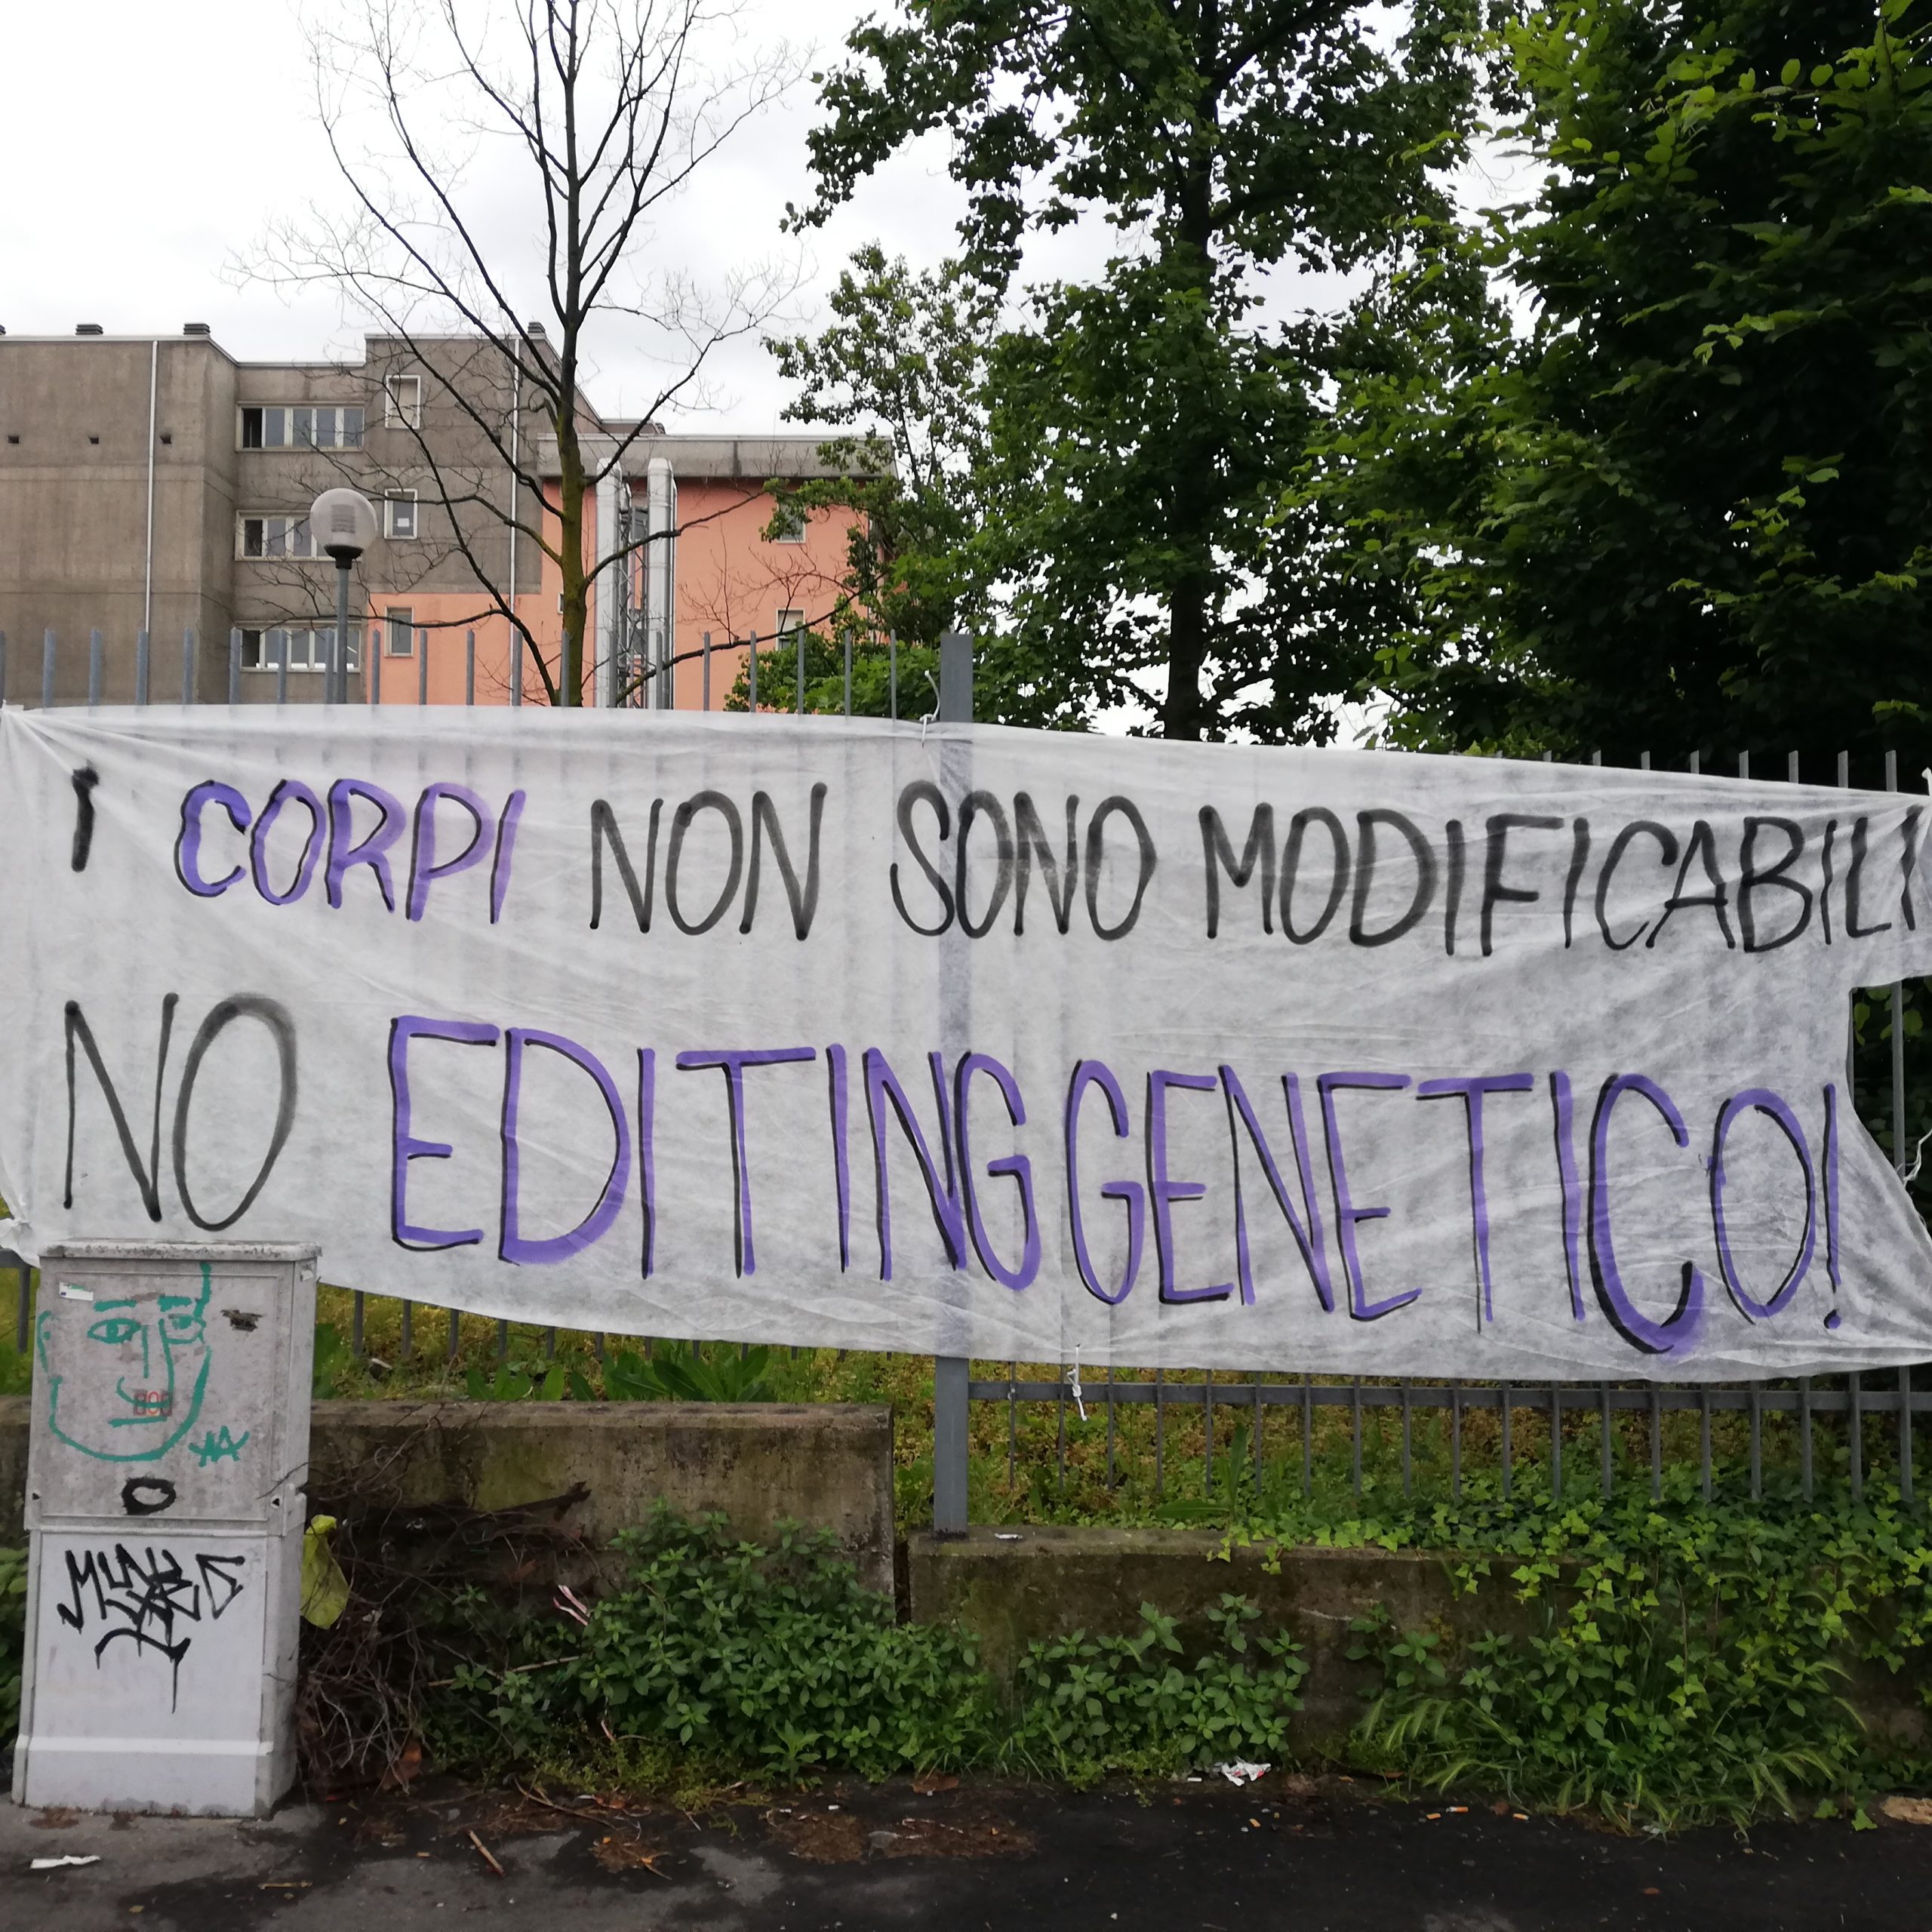 I CORPI NON SONO MODIFICABILI
NO EDITING GENETICO!